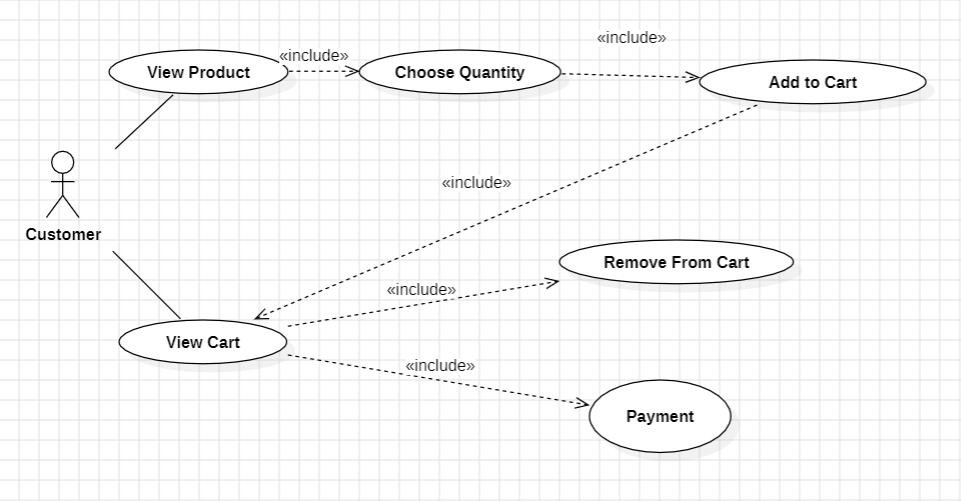 «include»
«include»
View Product
Choose Quantity
Add to Cart
«include»
Customer
Remove From Cart
«include»
View Cart
«include»
Payment